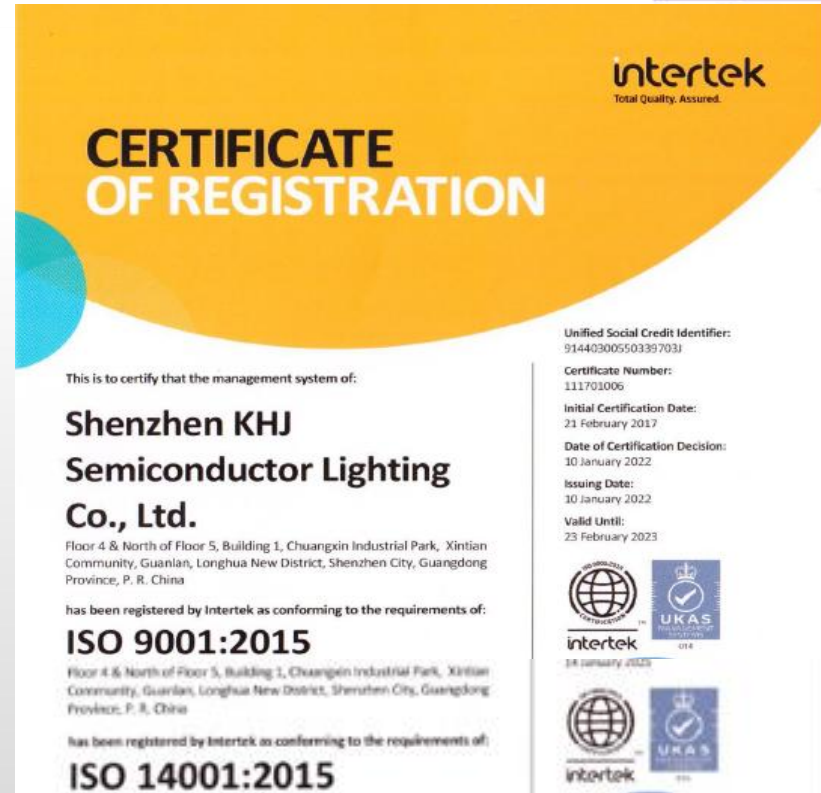 intertek
Total Quality. Assured.
CERTIFICATE
OF REGISTRATION
This is to certify that the management system of:
Shenzhen KHJ
Semiconductor Lighting
Co., Ltd.
Floor 4 & North of Floor 5, Building 1, Chuangxin Industrial Park, Xintian
Community, Guanlan, Longhua New District, Shenzhen City, Guangdong
Province, P. R. China
has been registered by Intertek as conforming to the requirements of:
ISO 9001:2015
Unified Social Credit Identifier:
91440300550339703J
Certificate Number:
111701006
Initial Certification Date:
21 February 2017
Date of Certification Decision:
10 January 2022
Issuing Date:
10 January 2022
Valid Until:
23 February 2023
intertek
UKAS
MANAGEMENT
SYSTEMS
014
Floor 4 & North of Floor 5, Building 1, Chuangxin Industrial Park, Xintian
Community, Guanlan, Longhua New District, Shenzhen City, Guangdong
Province, P. R. China
has been registered by Intertek as conforming to the requirements of:
ISO 14001:2015
intertek
UKAS